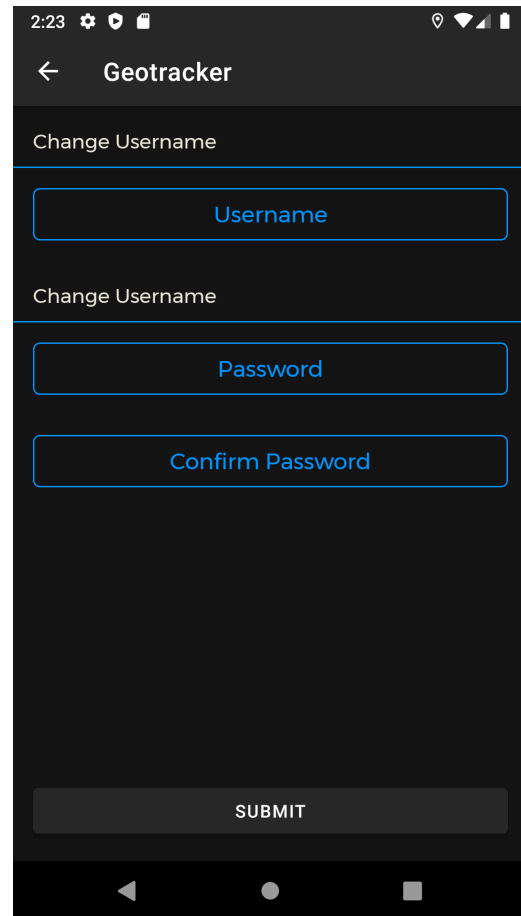 2:23
Geotracker
Change Username
Username
Change Username
Password
Confirm Password
SUBMIT